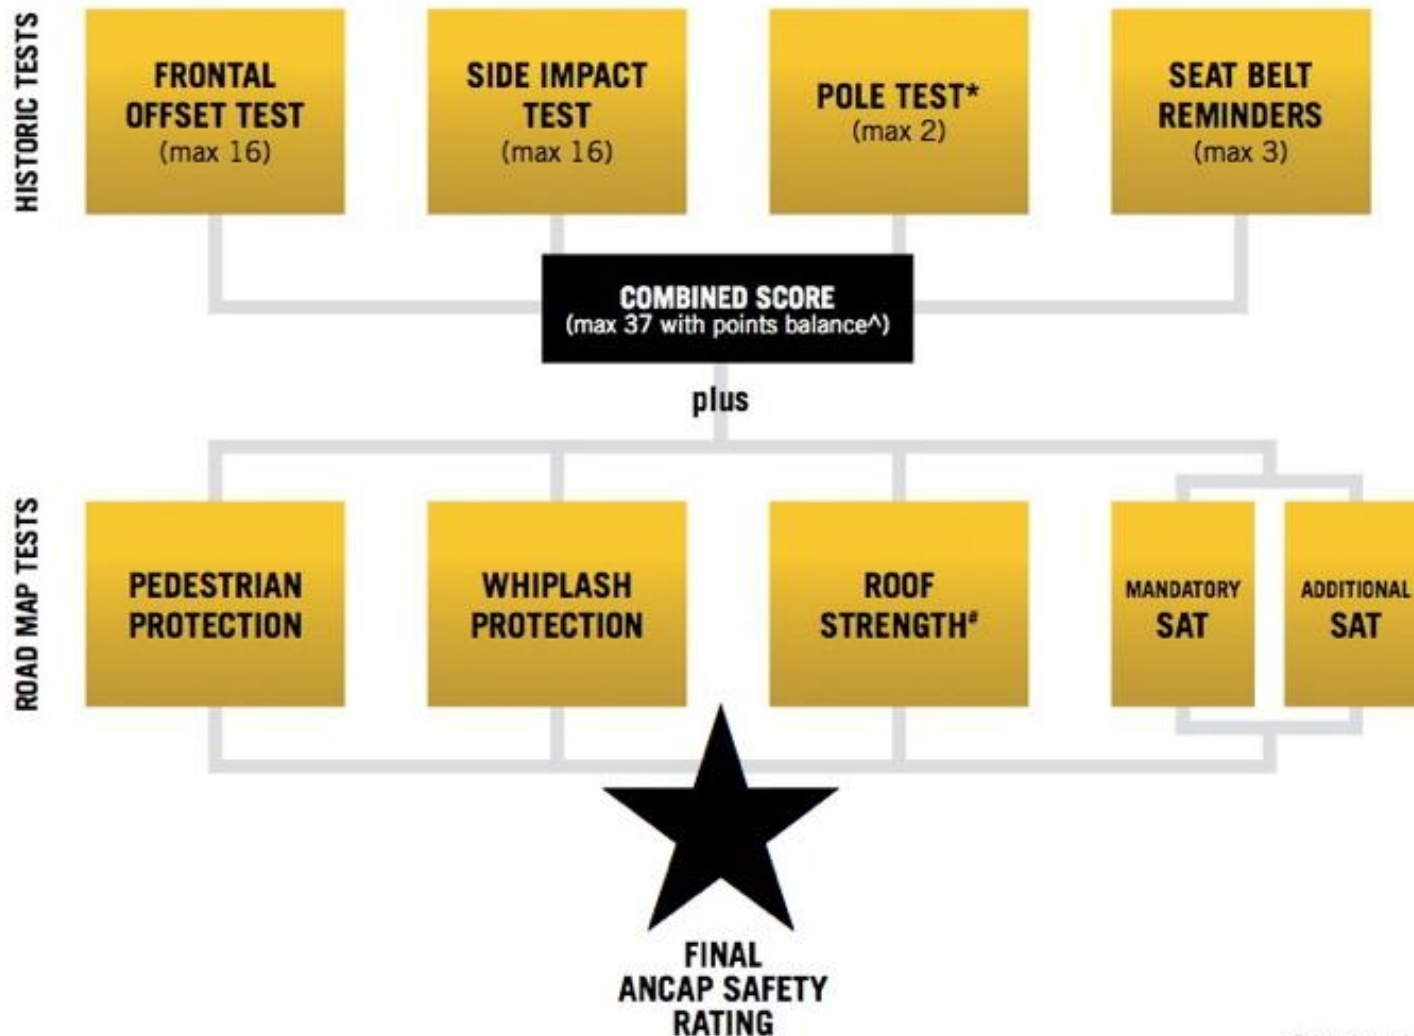 HISTORIC TESTS
FRONTAL
OFFSET TEST
(max 16)
SIDE IMPACT
TEST
(max 16)
POLE TEST*
(max 2)
SEAT BELT
REMINDERS
(max 3)
COMBINED SCORE
(max 37 with points balance^)
plus
ROAD MAP TESTS
PEDESTRIAN
PROTECTION
WHIPLASH
PROTECTION
ROOF
STRENGTH#
MANDATORY
SAT
ADDITIONAL
SAT
FINAL
ANCAP SAFETY
RATING